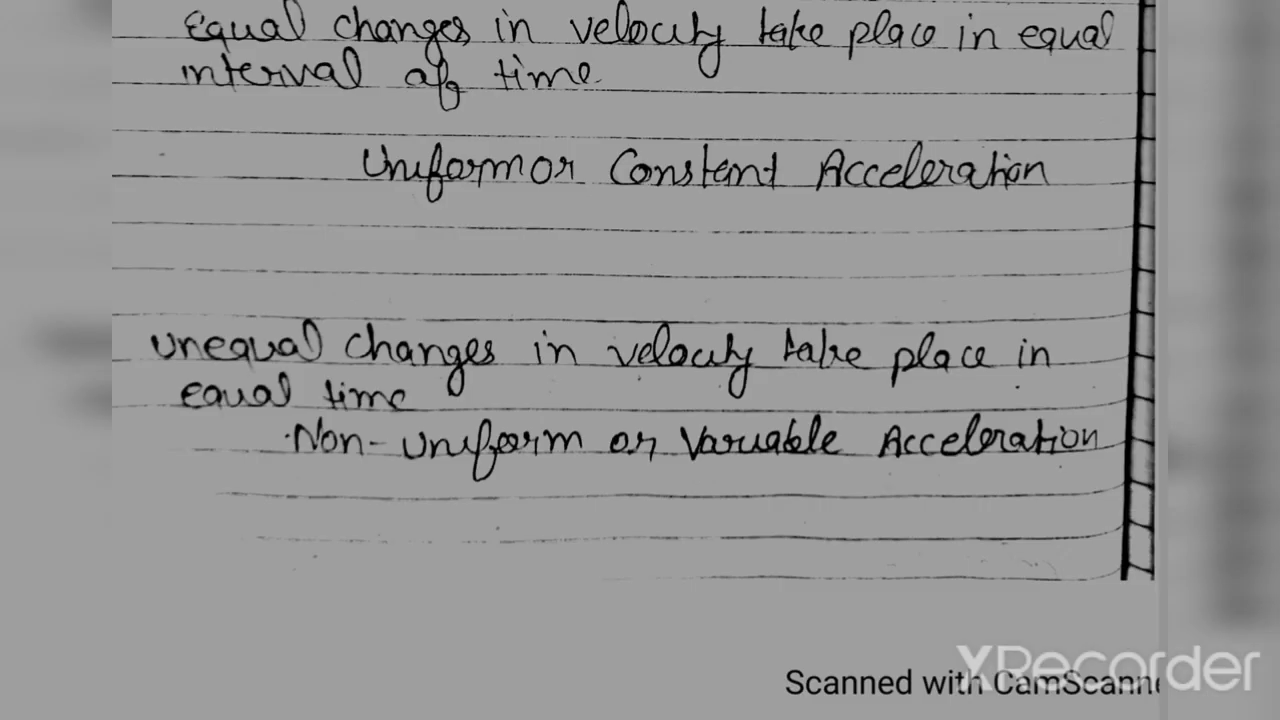 Equal changes in velocity take place in equal
interval of time.
Uniform or Constant Acceleration
unequal changes in velocity take place in
equal time
Non-uniform or Variable Acceleration
Scanned with CamScanne
XRecorder